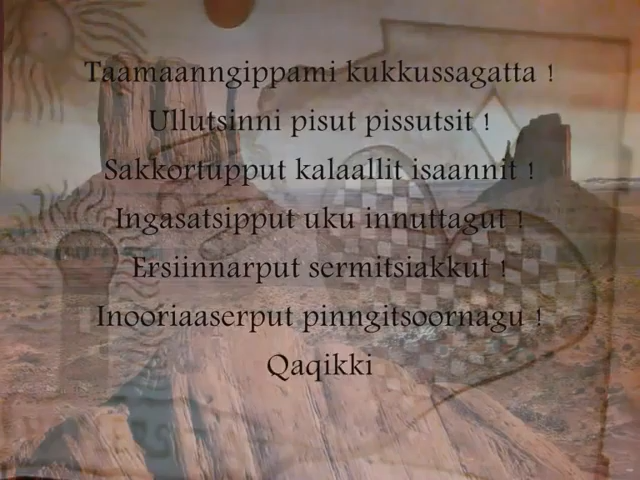 Taamaanngippami kukkussagatta !
Ullutsinni pisut pissutsit !
Sakkortupput kalaallit isaannit !
Ingasatsipput uku innuttagut !
Ersiinnarput sermitsiakkut !
Inooriaaserput pinngitsoornagu !
Qaqikki